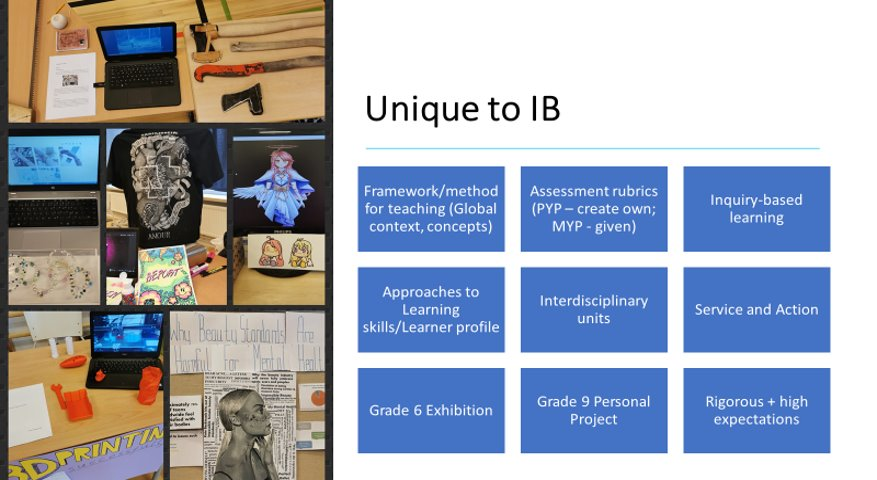 Unique to IB
Framework/method
for teaching (Global
context, concepts)
Assessment rubrics
(PYP – create own;
MYP - given)
Inquiry-based
learning
Approaches to
Learning
skills/Learner profile
Interdisciplinary
units
Service and Action
Grade 6 Exhibition
Grade 9 Personal
Project
Rigorous + high
expectations
AMOUR
PHILIPS
Why Beauty Standards Are
Harmful for Mental Healt
3D PRINTIN